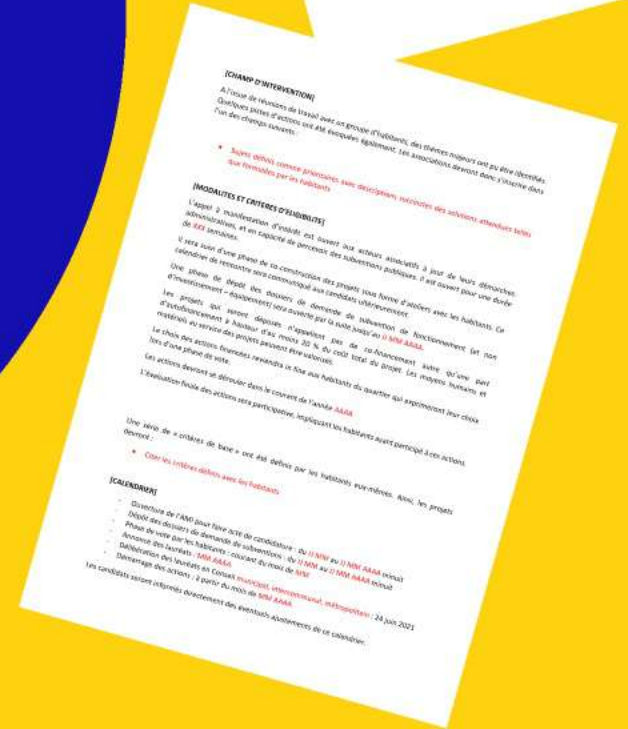 [CHAMP D'INTERVENTION]
A l'issue de réunions de travail avec un groupe d'habitants, des thèmes majeurs ont pu être identifiés.
Quelques pistes d'actions ont été évoquées également. Les associations devront donc s'inscrire dans
l'un des champs suivants :
• Sujets définis comme prioritaires avec descriptions succinctes des solutions attendues telles
que formulées par les habitants
[MODALITES ET CRITÈRES D'ELIGIBILITE]
L'appel à manifestation d'intérêt est ouvert aux acteurs associatifs à jour de leurs démarches
administratives, et en capacité de percevoir des subventions publiques. Il est ouvert pour une durée
de XXX semaines.
Il sera suivi d'une phase de co-construction des projets sous forme d'ateliers avec les habitants. Ce
calendrier de rencontre sera communiqué aux candidats ultérieurement.
Une phase de dépôt des dossiers de demande de subvention de fonctionnement (et non
d'investissement – équipement) sera ouverte par la suite jusqu'au JJ MM AAAA.
Les projets qui seront déposés n'appellent pas de co-financement autre qu'une part
d'autofinancement à hauteur d'au moins 20 % du coût total du projet. Les moyens humains et
matériels au service des projets peuvent être valorisés.
Le choix des actions financées reviendra in fine aux habitants du quartier qui exprimeront leur choix
lors d'une phase de vote.
Les actions devront se dérouler dans le courant de l'année AAAA
L'évaluation finale des actions sera participative, impliquant les habitants ayant participé à ces actions.
Une série de « critères de base » ont été définis par les habitants eux-mêmes. Ainsi, les projets
devront :
• Citer les critères définis avec les habitants
[CALENDRIER]
- Ouverture de l'AMI pour faire acte de candidature : du JJ MM au JJ MM AAAA minuit
- Dépôt des dossiers de demande de subventions : du JJ MM au JJ MM AAAA minuit
- Phase de vote par les habitants : courant du mois de MM
- Annonce des lauréats : MM AAAA
- Délibération des lauréats en Conseil municipal, intercommunal, métropolitain : 24 juin 2021
- Démarrage des actions : à partir du mois de MM AAAA
Les candidats seront informés directement des éventuels ajustements de ce calendrier.